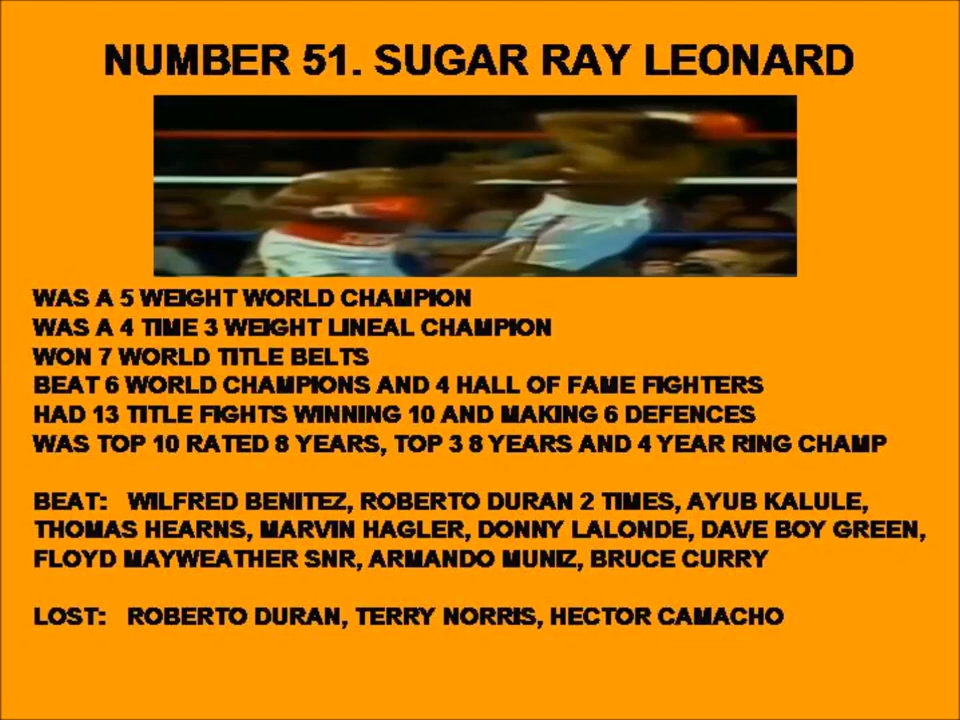 NUMBER 51. SUGAR RAY LEONARD
WAS A 5 WEIGHT WORLD CHAMPION
WAS A 4 TIME 3 WEIGHT LINEAL CHAMPION
WON 7 WORLD TITLE BELTS
BEAT 6 WORLD CHAMPIONS AND 4 HALL OF FAME FIGHTERS
HAD 13 TITLE FIGHTS WINNING 10 AND MAKING 6 DEFENCES
WAS TOP 10 RATED 8 YEARS, TOP 3 8 YEARS AND 4 YEAR RING CHAMP
BEAT: WILFRED BENITEZ, ROBERTO DURAN 2 TIMES, AYUB KALULE,
THOMAS HEARNS, MARVIN HAGLER, DONNY LALONDE, DAVE BOY GREEN,
FLOYD MAYWEATHER SNR, ARMANDO MUNIZ, BRUCE CURRY
LOST: ROBERTO DURAN, TERRY NORRIS, HECTOR CAMACHO